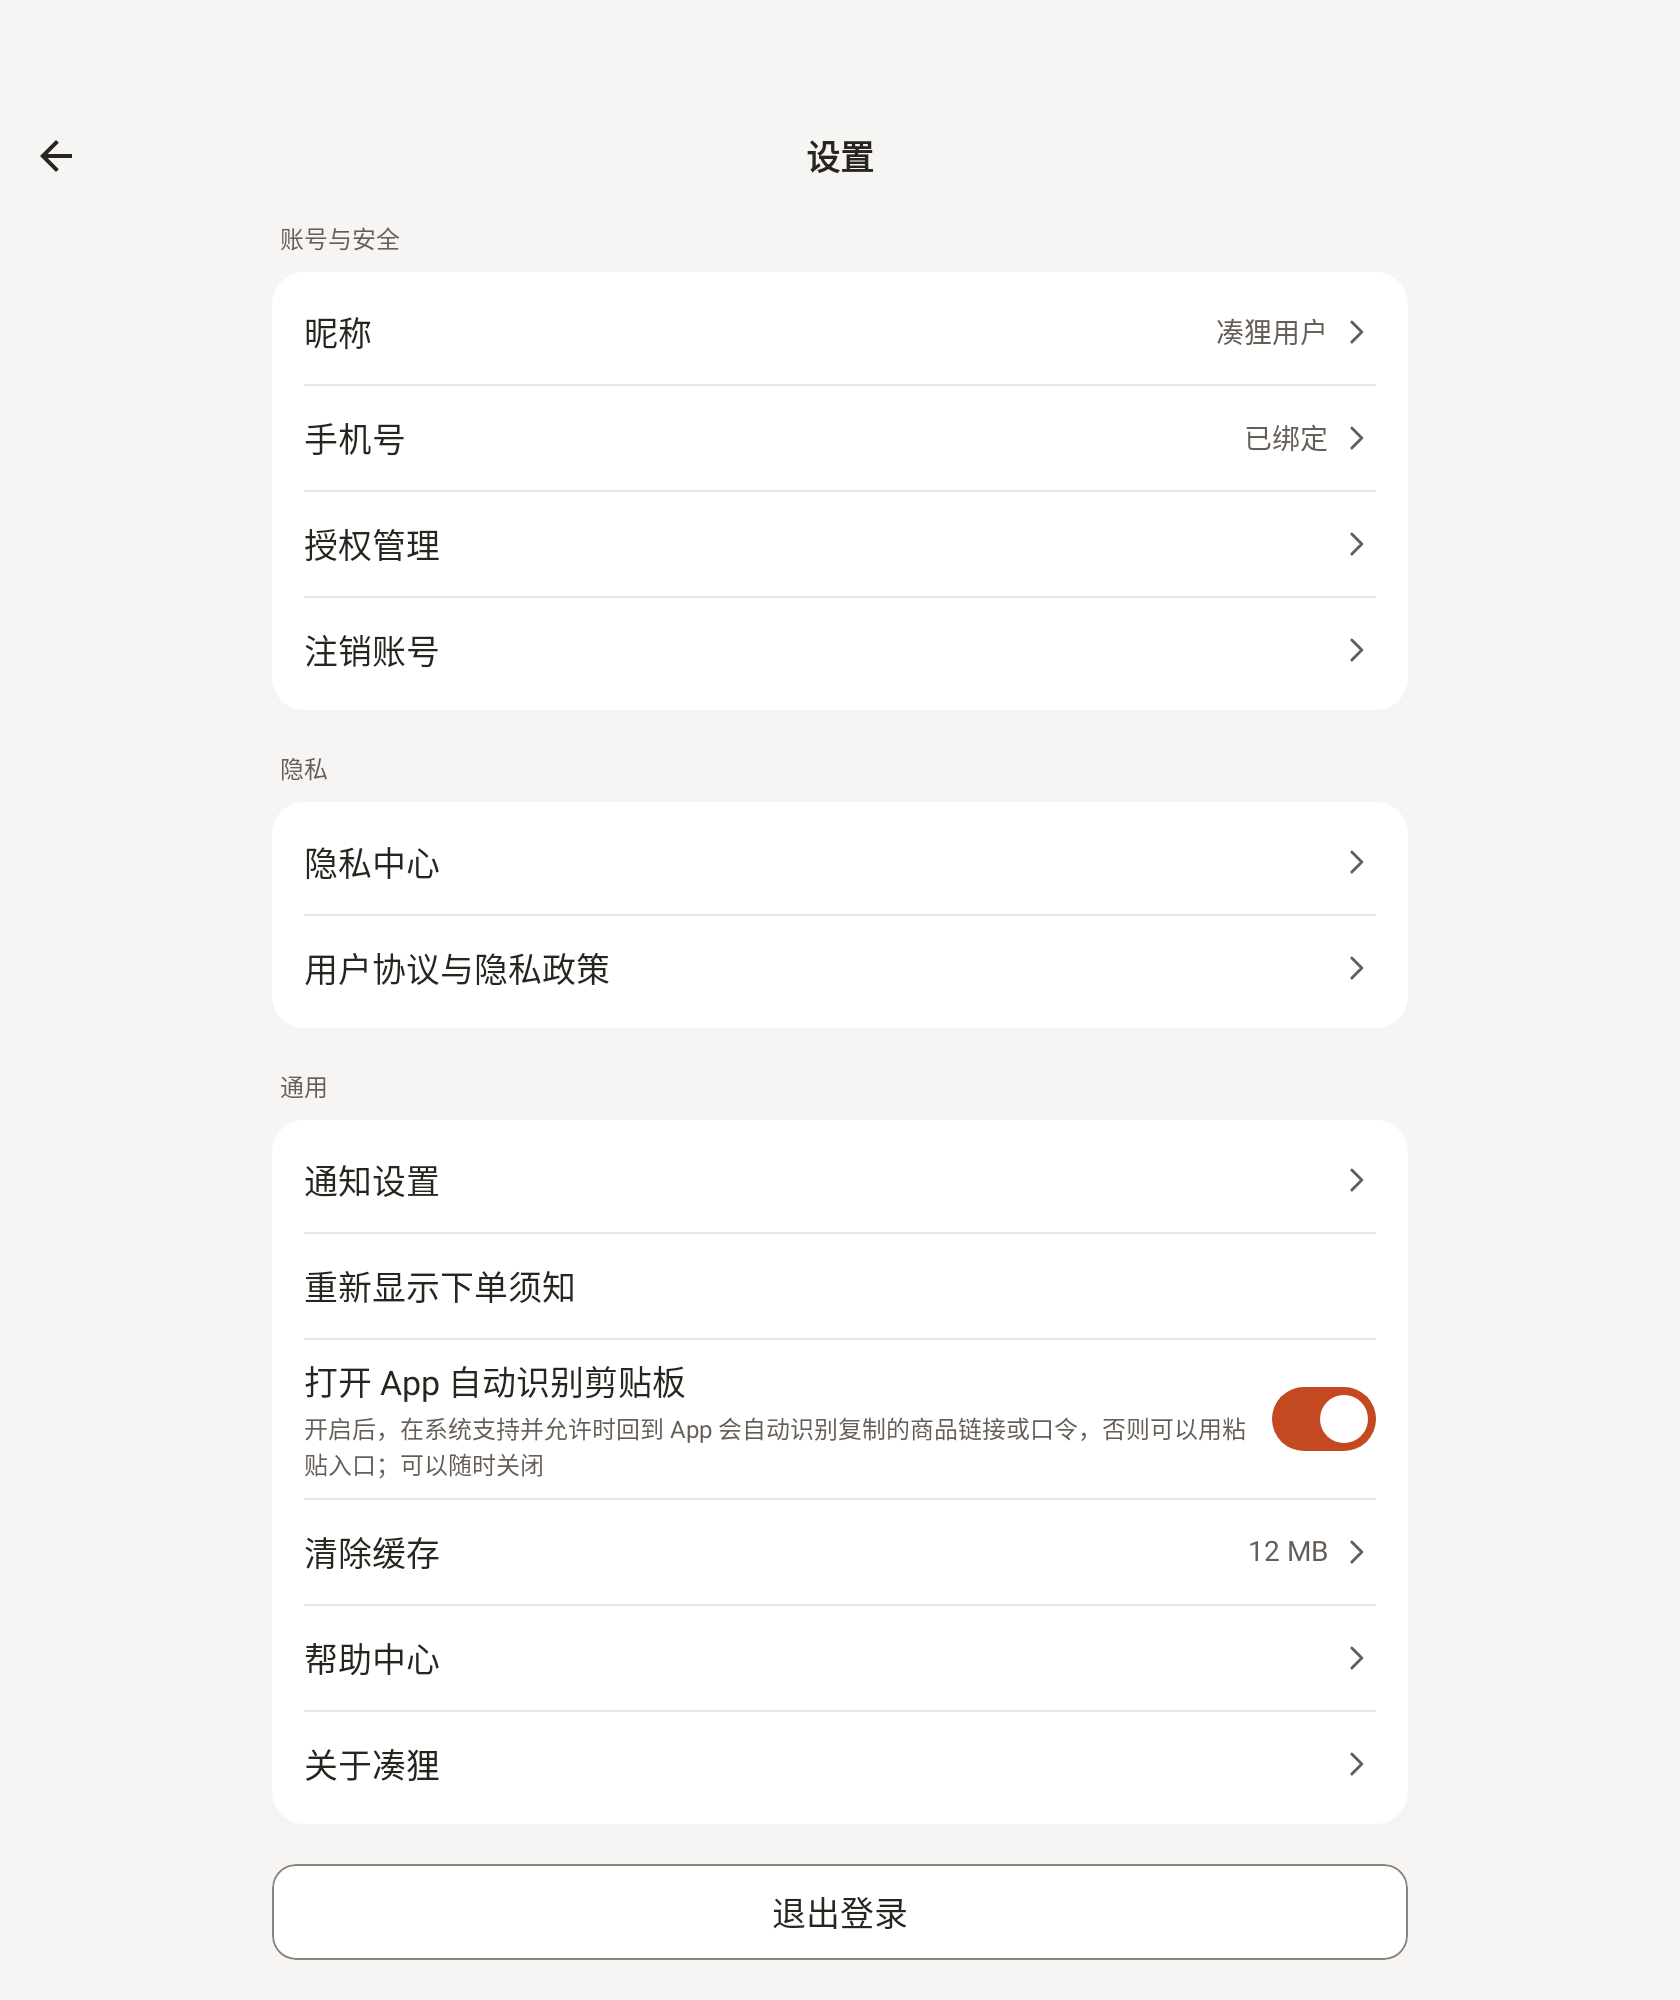 设置
账号与安全
昵称
凑狸用户
手机号
已绑定
授权管理
注销账号
隐私
隐私中心
用户协议与隐私政策
通用
通知设置
重新显示下单须知
打开 App 自动识别剪贴板
开启后，在系统支持并允许时回到 App 会自动识别复制的商品链接或口令，否则可以用粘
贴入口；可以随时关闭
清除缓存
12 MB
帮助中心
关于凑狸
退出登录